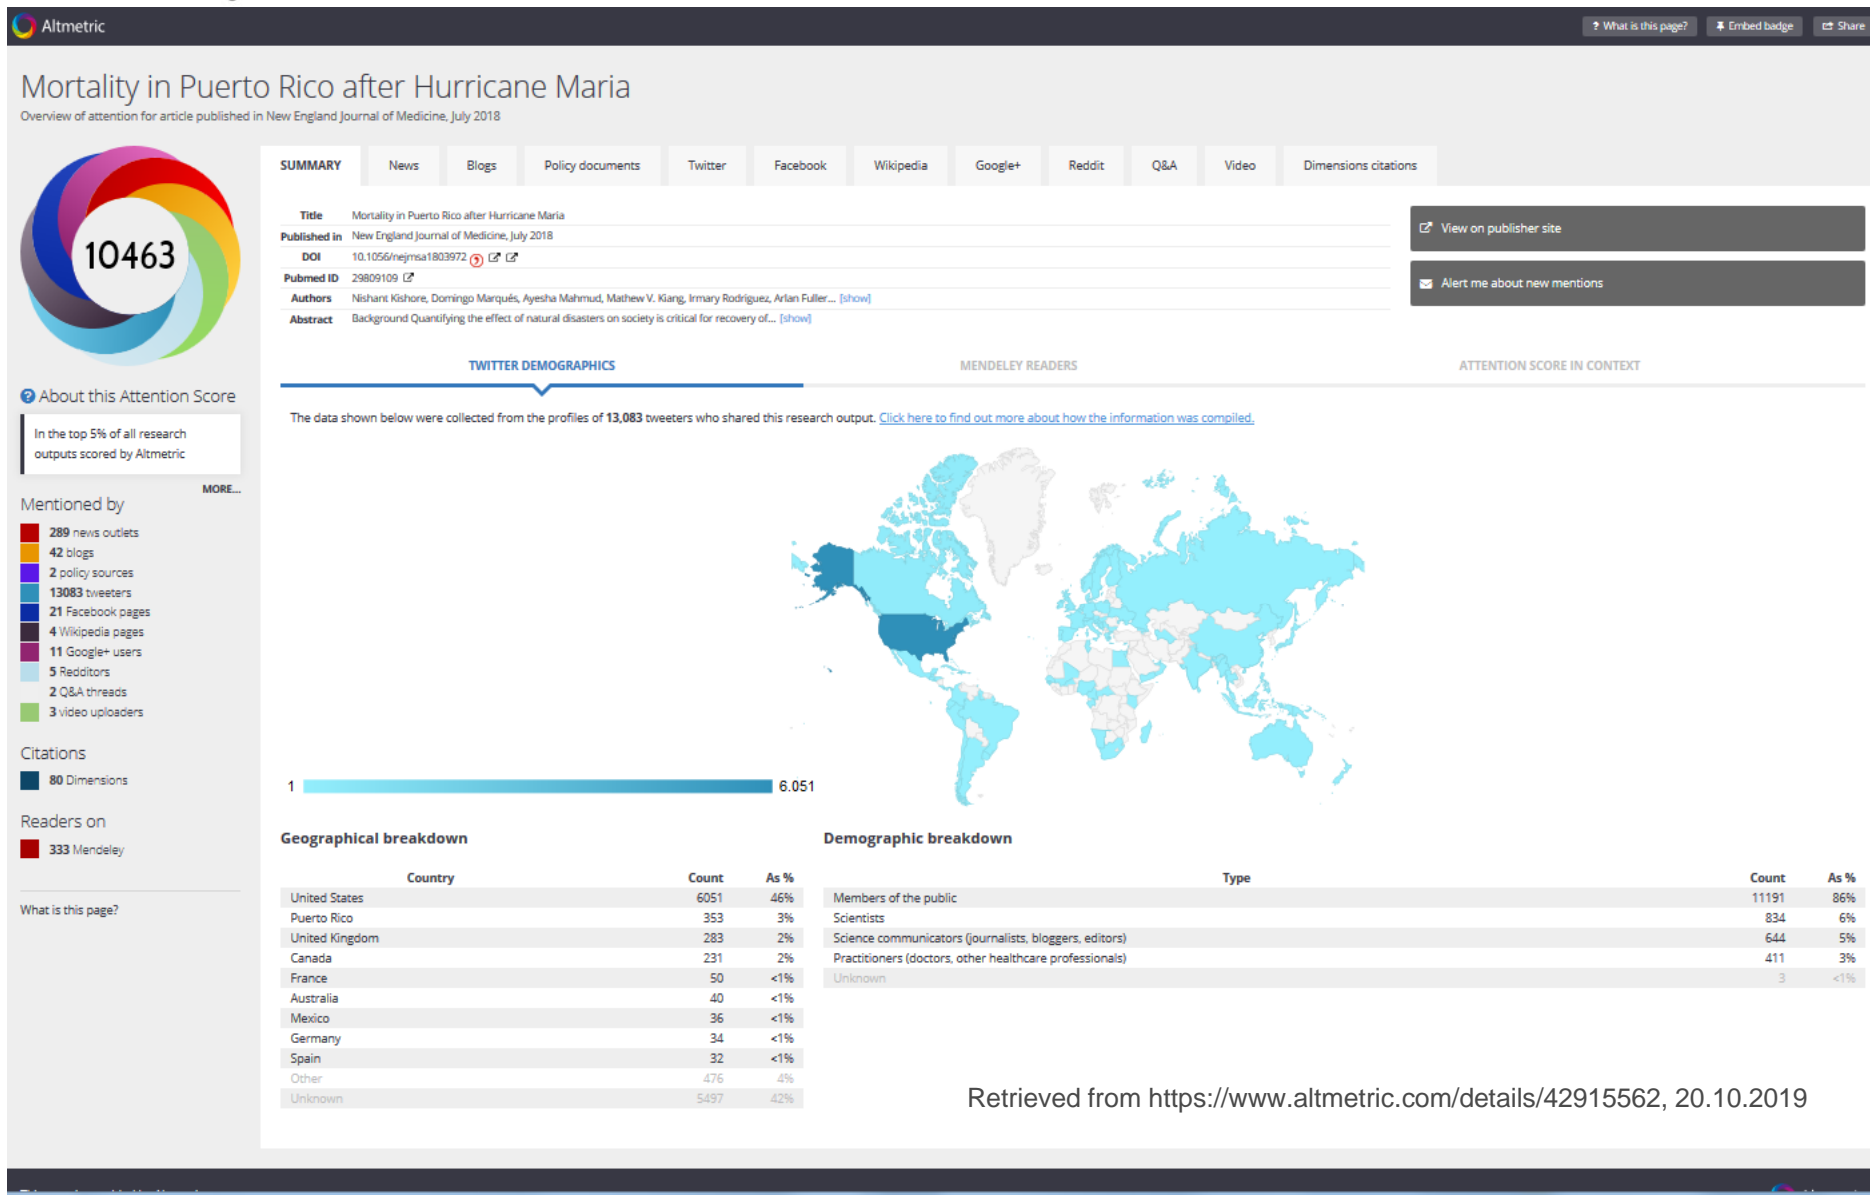 Altmetric
? What is this page?
Embed badge
Share
Mortality in Puerto Rico after Hurricane Maria
Overview of attention for article published in New England Journal of Medicine, July 2018
10463
About this Attention Score
In the top 5% of all research
outputs scored by Altmetric
MORE...
Mentioned by
289 news outlets
42 blogs
2 policy sources
13083 tweeters
21 Facebook pages
4 Wikipedia pages
11 Google+ users
5 Redditors
2 Q&A threads
3 video uploaders
Citations
80 Dimensions
Readers on
333 Mendeley
What is this page?
SUMMARY News Blogs Policy documents Twitter Facebook Wikipedia Google+ Reddit Q&A Video Dimensions citations
Title Mortality in Puerto Rico after Hurricane Maria
Published in New England Journal of Medicine, July 2018
DOI 10.1056/nejmsa1803972
Pubmed ID 29809109
Authors Nishant Kishore, Domingo Marqués, Ayesha Mahmud, Mathew V. Kiang, Irmary Rodriguez, Arlan Fuller... [show]
Abstract Background Quantifying the effect of natural disasters on society is critical for recovery of... [show]
View on publisher site
Alert me about new mentions
TWITTER DEMOGRAPHICS MENDELEY READERS ATTENTION SCORE IN CONTEXT
The data shown below were collected from the profiles of 13,083 tweeters who shared this research output. Click here to find out more about how the information was compiled.
1 6.051
Geographical breakdown
Country Count As %
United States 6051 46%
Puerto Rico 353 3%
United Kingdom 283 2%
Canada 231 2%
France 50 <1%
Australia 40 <1%
Mexico 36 <1%
Germany 34 <1%
Spain 32 <1%
Other 476 4%
Unknown 5497 42%
Demographic breakdown
Type Count As %
Members of the public 11191 86%
Scientists 834 6%
Science communicators (journalists, bloggers, editors) 644 5%
Practitioners (doctors, other healthcare professionals) 411 3%
Unknown 3 <1%
Retrieved from https://www.altmetric.com/details/42915562, 20.10.2019